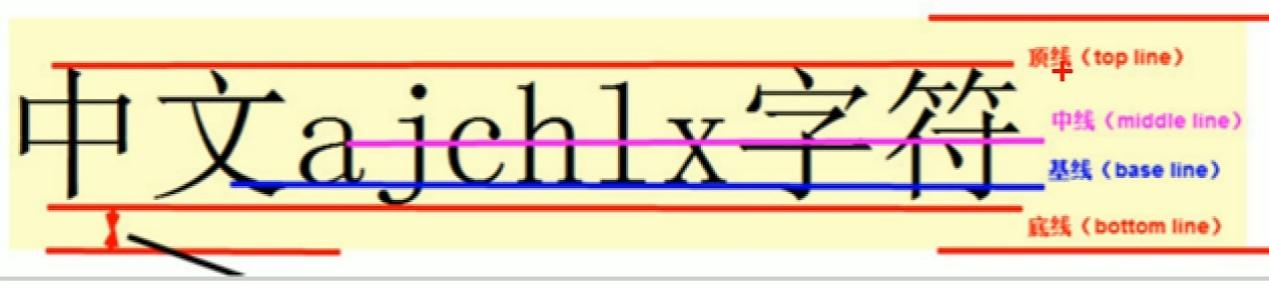 顶线（top line）
中文ajchlx字符
中线（middle line）
基线（base line）
底线（bottom line）